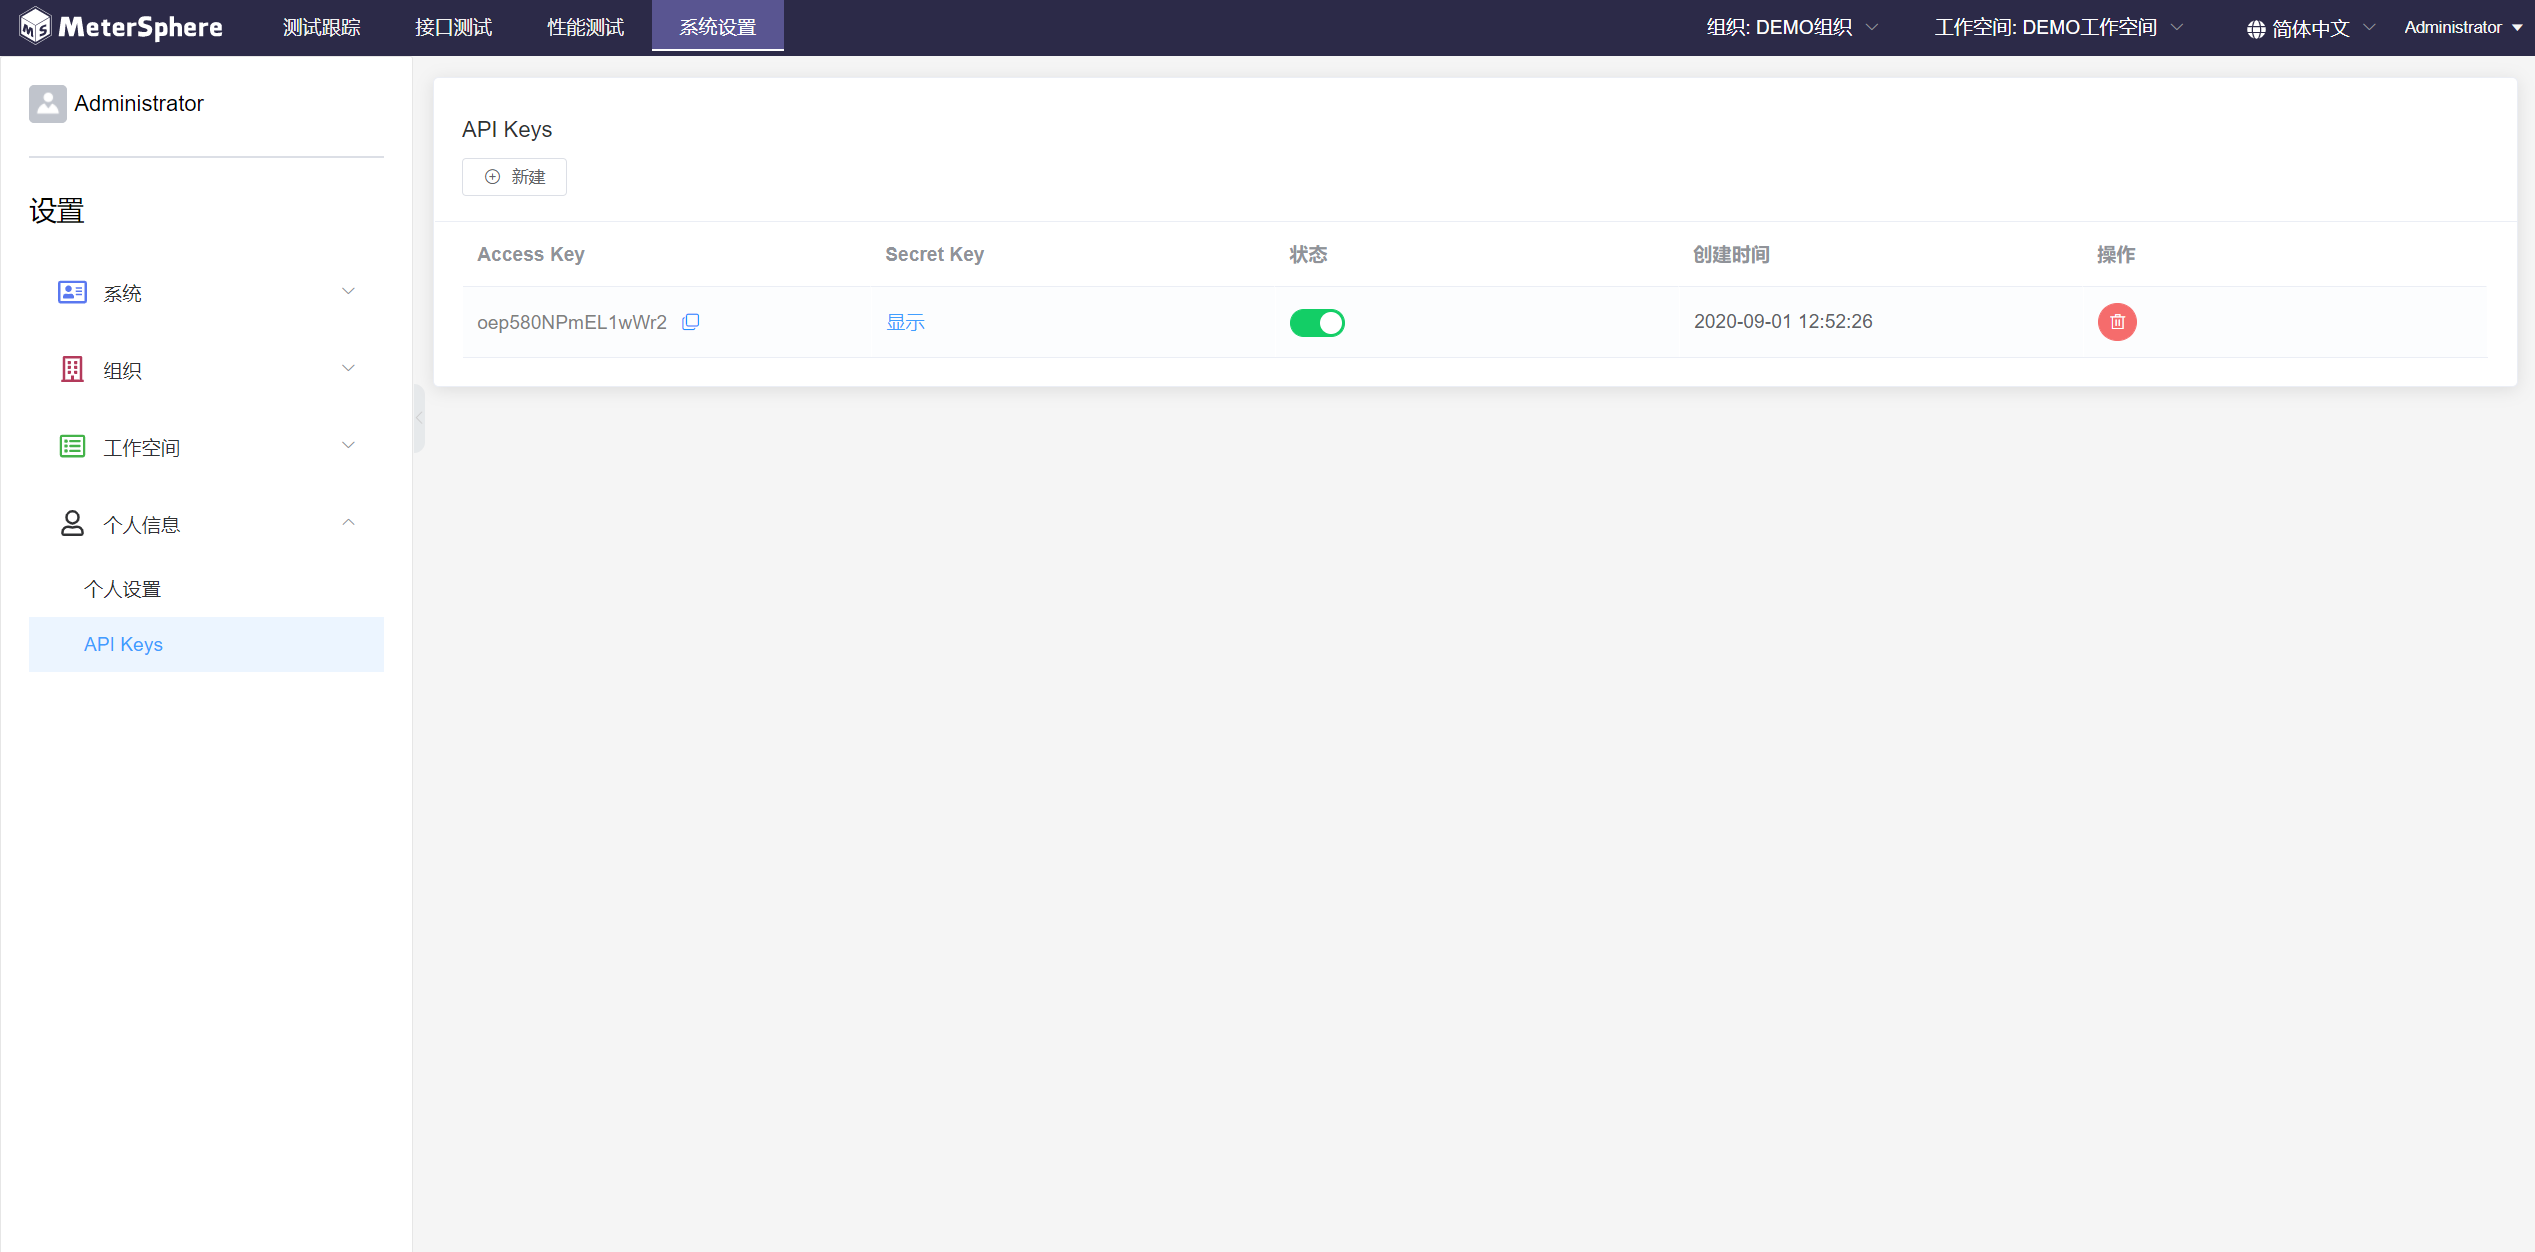 MeterSphere 测试跟踪 接口测试 性能测试 系统设置 组织: DEMO组织 工作空间: DEMO工作空间 简体中文 Administrator
Administrator
设置
系统
组织
工作空间
个人信息
个人设置
API Keys
API Keys
新建
Access Key Secret Key 状态 创建时间 操作
oep580NPmEL1wWr2 显示 2020-09-01 12:52:26